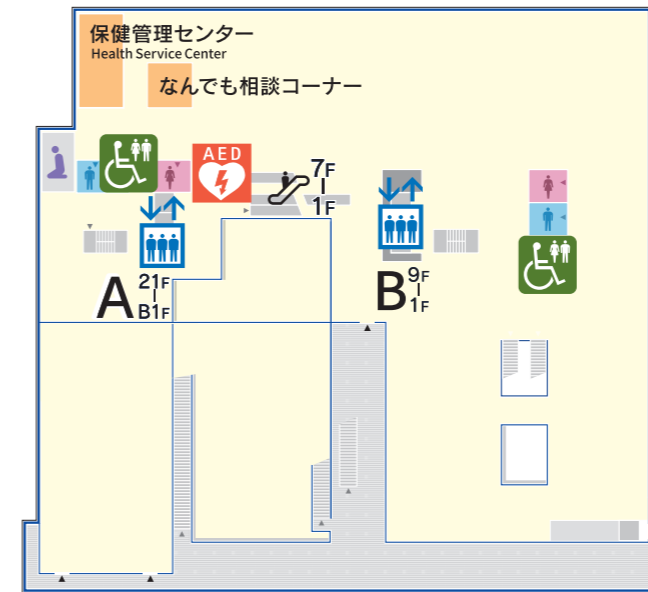 保健管理センター
Health Service Center
なんでも相談コーナー
AED
7F
1F
A
21F
B1F
B
9F
1F